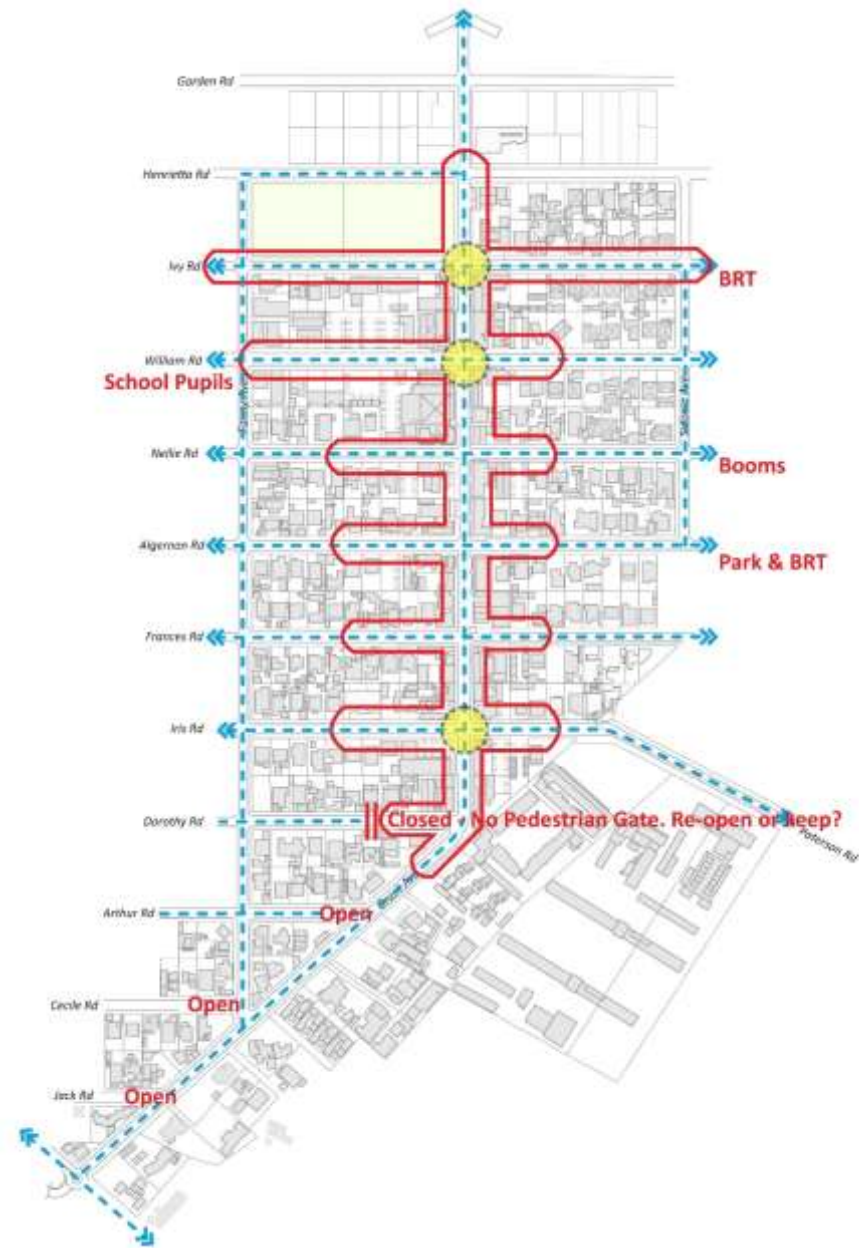 Garden Rd
Henrietta Rd
Ivy Rd
BRT
William Rd
School Pupils
Nellie Rd
Booms
Algernon Rd
Park & BRT
Frances Rd
Iris Rd
Dorothy Rd
Closed - No Pedestrian Gate. Re-open or keep?
Paterson Rd
Arthur Rd
Open
Cecile Rd
Open
Jack Rd
Open